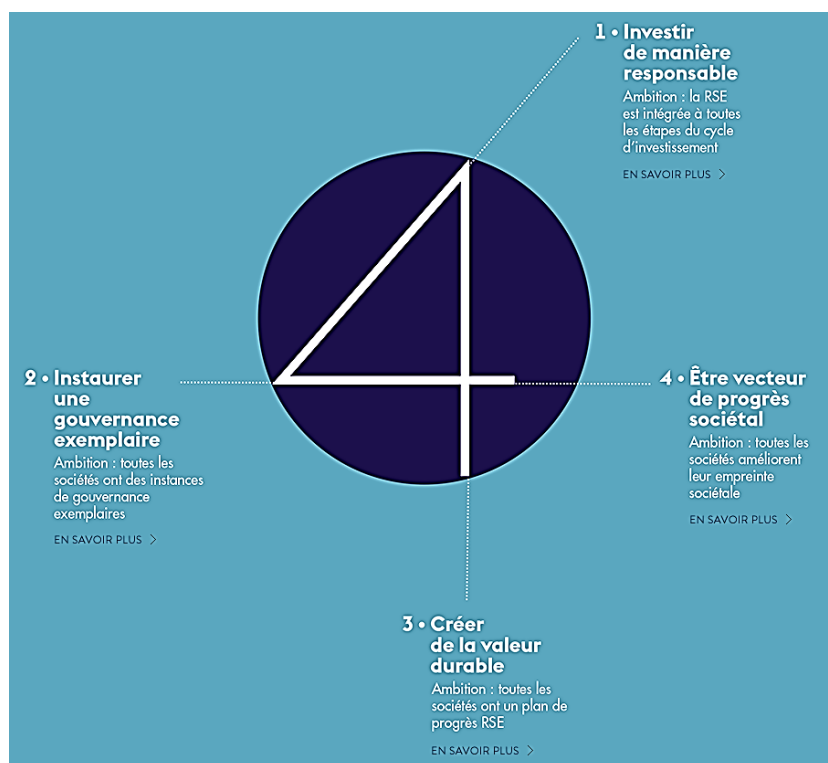 1 • Investir
de manière
responsable
Ambition : la RSE
est intégrée à toutes
les étapes du cycle
d'investissement
EN SAVOIR PLUS >
4
2 • Instaurer
une
gouvernance
exemplaire
Ambition : toutes les
sociétés ont des instances
de gouvernance
exemplaires
EN SAVOIR PLUS >
3 • Créer
de la valeur
durable
Ambition : toutes les
sociétés ont un plan de
progrès RSE
EN SAVOIR PLUS >
4 • Être vecteur
de progrès
sociétal
Ambition : toutes les
sociétés améliorent
leur empreinte
sociétale
EN SAVOIR PLUS >